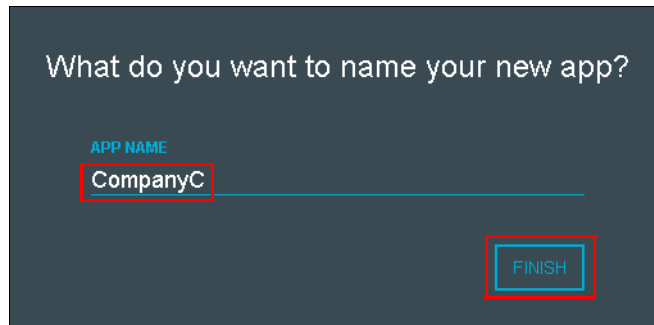 What do you want to name your new app?
APP NAME
CompanyC
FINISH